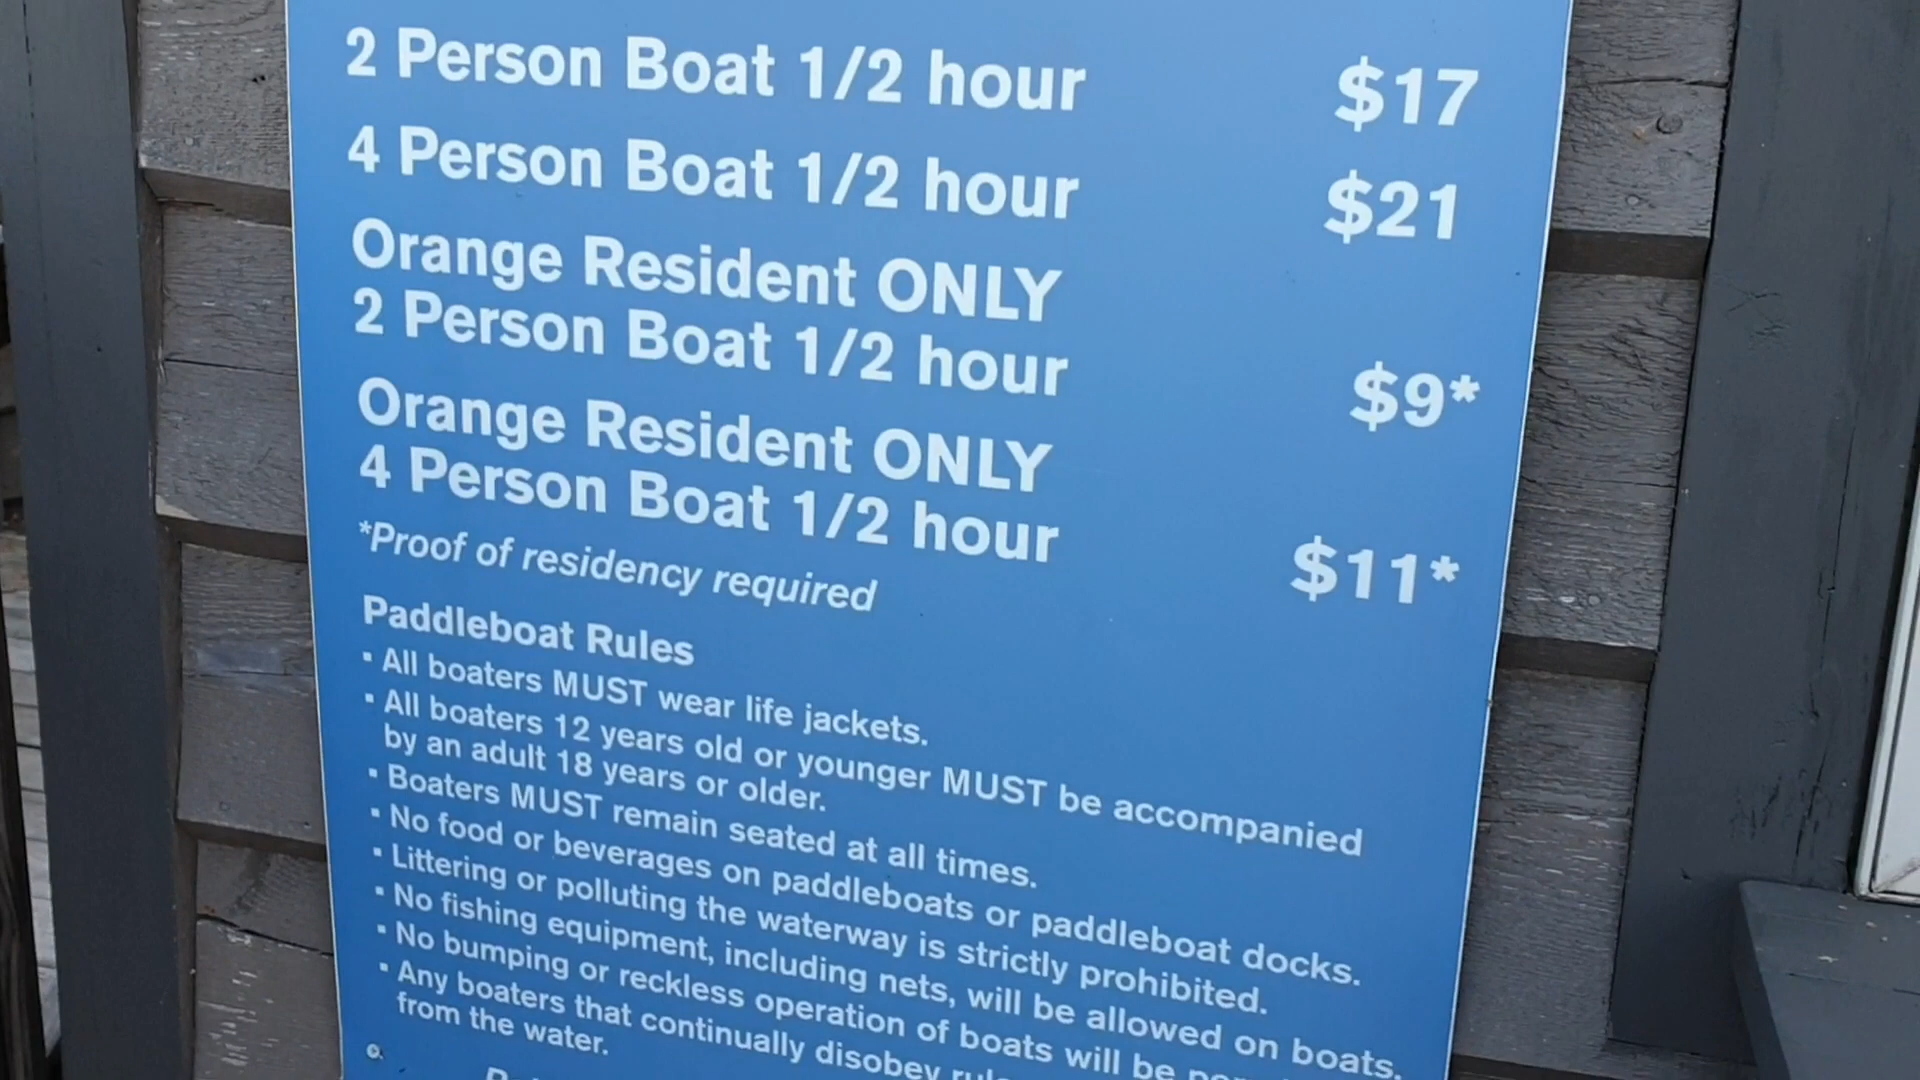 2 Person Boat 1/2 hour $17
4 Person Boat 1/2 hour $21
Orange Resident ONLY
2 Person Boat 1/2 hour $9*
Orange Resident ONLY
4 Person Boat 1/2 hour $11*
*Proof of residency required
Paddleboat Rules
▪ All boaters MUST wear life jackets.
▪ All boaters 12 years old or younger MUST be accompanied
by an adult 18 years or older.
▪ Boaters MUST remain seated at all times.
▪ No food or beverages on paddleboats or paddleboat docks.
▪ Littering or polluting the waterway is strictly prohibited.
▪ No fishing equipment, including nets, will be allowed on boats.
▪ No bumping or reckless operation of boats will be
▪ Any boaters that continually disobey
from the water.